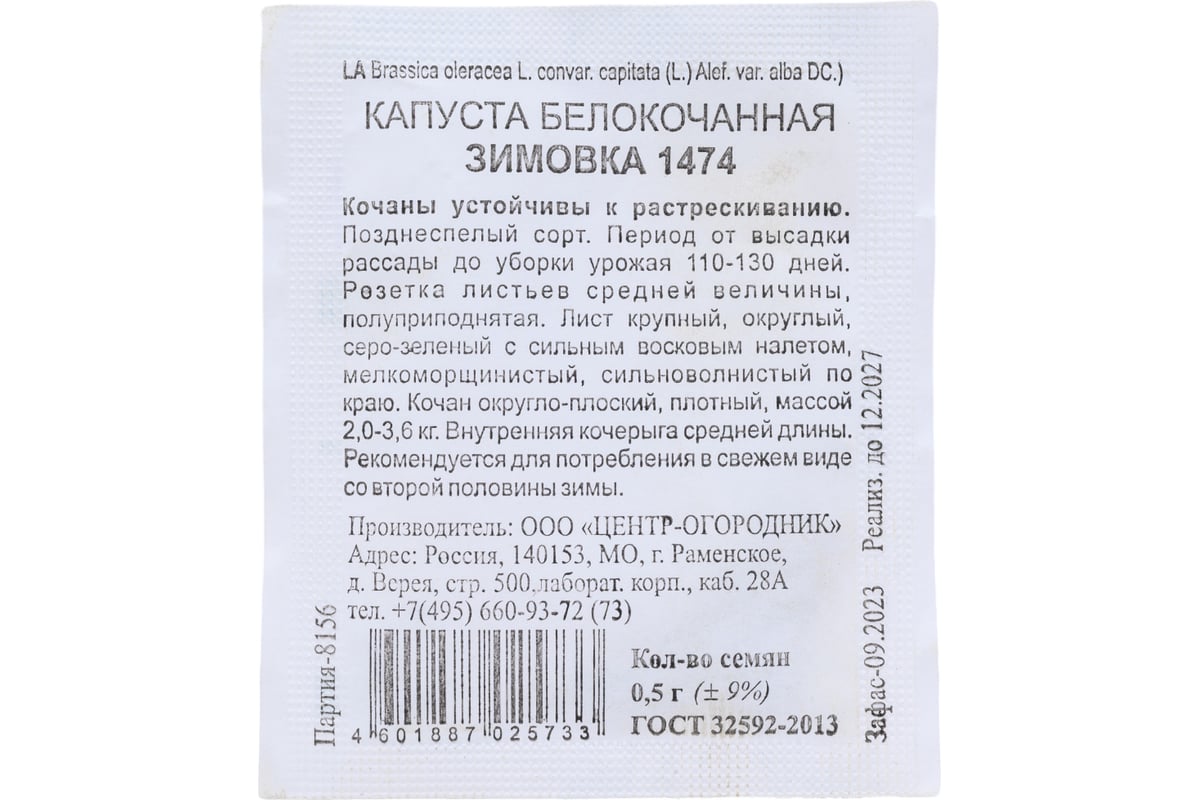 LA Brassica oleracea L. convar. capitata (L.) Alef. var. alba DC.)
КАПУСТА БЕЛОКОЧАННАЯ
ЗИМОВКА 1474
Кочаны устойчивы к растрескиванию.
Позднеспелый сорт. Период от высадки
рассады до уборки урожая 110-130 дней.
Розетка листьев средней величины,
полуприподнятая. Лист крупный, округлый,
серо-зеленый с сильным восковым налетом,
мелкоморщинистый, сильноволнистый по
краю. Кочан округло-плоский, плотный, массой
2,0-3,6 кг. Внутренняя кочерыга средней длины.
Рекомендуется для потребления в свежем виде
со второй половины зимы.
Производитель: ООО «ЦЕНТР-ОГОРОДНИК»
Адрес: Россия, 140153, МО, г. Раменское,
д. Верея, стр. 500,лаборат. корп., каб. 28А
тел. +7(495) 660-93-72 (73)
Партия-8156
4 601887 025733
Кол-во семян
0,5 г (± 9%)
ГОСТ 32592-2013
Зафас-09.2023 Реализ. до 12.2027